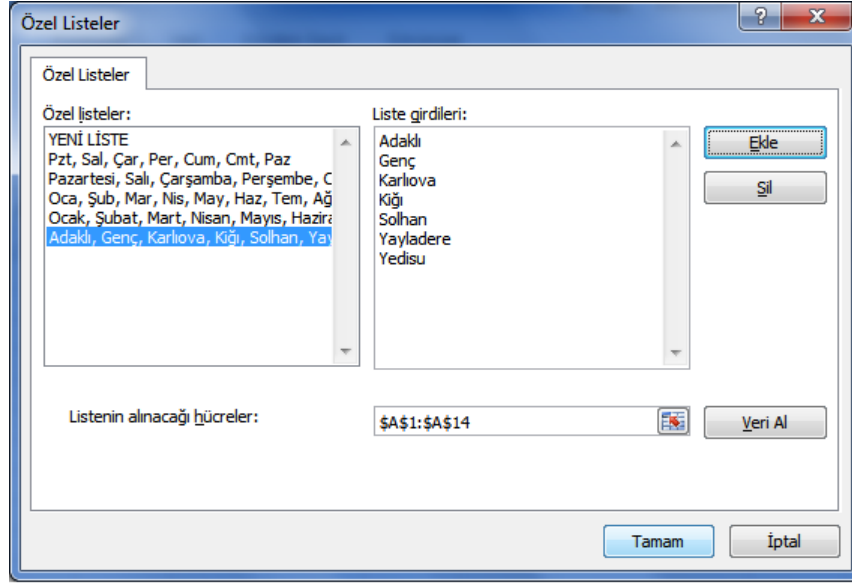 Özel Listeler
Özel Listeler
Özel listeler:
YENİ LİSTE
Pzt, Sal, Çar, Per, Cum, Cmt, Paz
Pazartesi, Salı, Çarşamba, Perşembe, C
Oca, Şub, Mar, Nis, May, Haz, Tem, Ağ
Ocak, Şubat, Mart, Nisan, Mayıs, Hazira
Adaklı, Genç, Karlıova, Kiğı, Solhan, Yay
Liste girdileri:
Adaklı
Genç
Karlıova
Kiğı
Solhan
Yayladere
Yedisu
Ekle
Sil
Listenin alınacağı hücreler:
$A$1:$A$14
Veri Al
Tamam
İptal